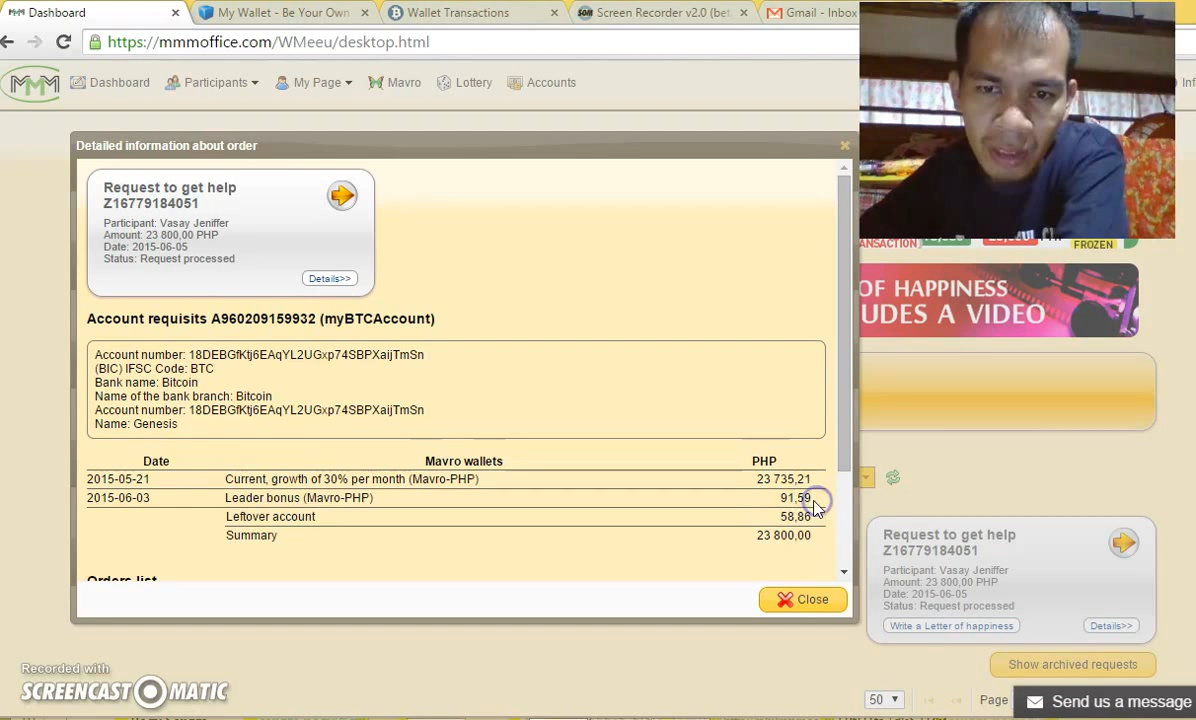 Dashboard
My Wallet - Be Your Own
Wallet Transactions
Screen Recorder v2.0 (bet
Gmail - Inbox
https://mmmoffice.com/WMeeu/desktop.html
MMM
Dashboard
Participants
My Page
Mavro
Lottery
Accounts
Detailed information about order
Request to get help
Z16779184051
Participant: Vasay Jeniffer
Amount: 23 800,00 PHP
Date: 2015-06-05
Status: Request processed
Details>>
FROZEN
OF HAPPINESS
UDES A VIDEO
Account requisits A960209159932 (myBTCAccount)
Account number: 18DEBGfKtj6EAqYL2UGxp74SBPXaijTmSn
(BIC) IFSC Code: BTC
Bank name: Bitcoin
Name of the bank branch: Bitcoin
Account number: 18DEBGfKtj6EAqYL2UGxp74SBPXaijTmSn
Name: Genesis
Date Mavro wallets PHP
2015-05-21 Current, growth of 30% per month (Mavro-PHP) 23 735,21
2015-06-03 Leader bonus (Mavro-PHP) 91,59
Leftover account 58,86
Summary 23 800,00
Orders list
Close
Request to get help
Z16779184051
Participant: Vasay Jeniffer
Amount: 23 800,00 PHP
Date: 2015-06-05
Status: Request processed
Write a Letter of happiness
Details>>
Show archived requests
50
Page
Send us a message
Recorded with
SCREENCAST MATIC